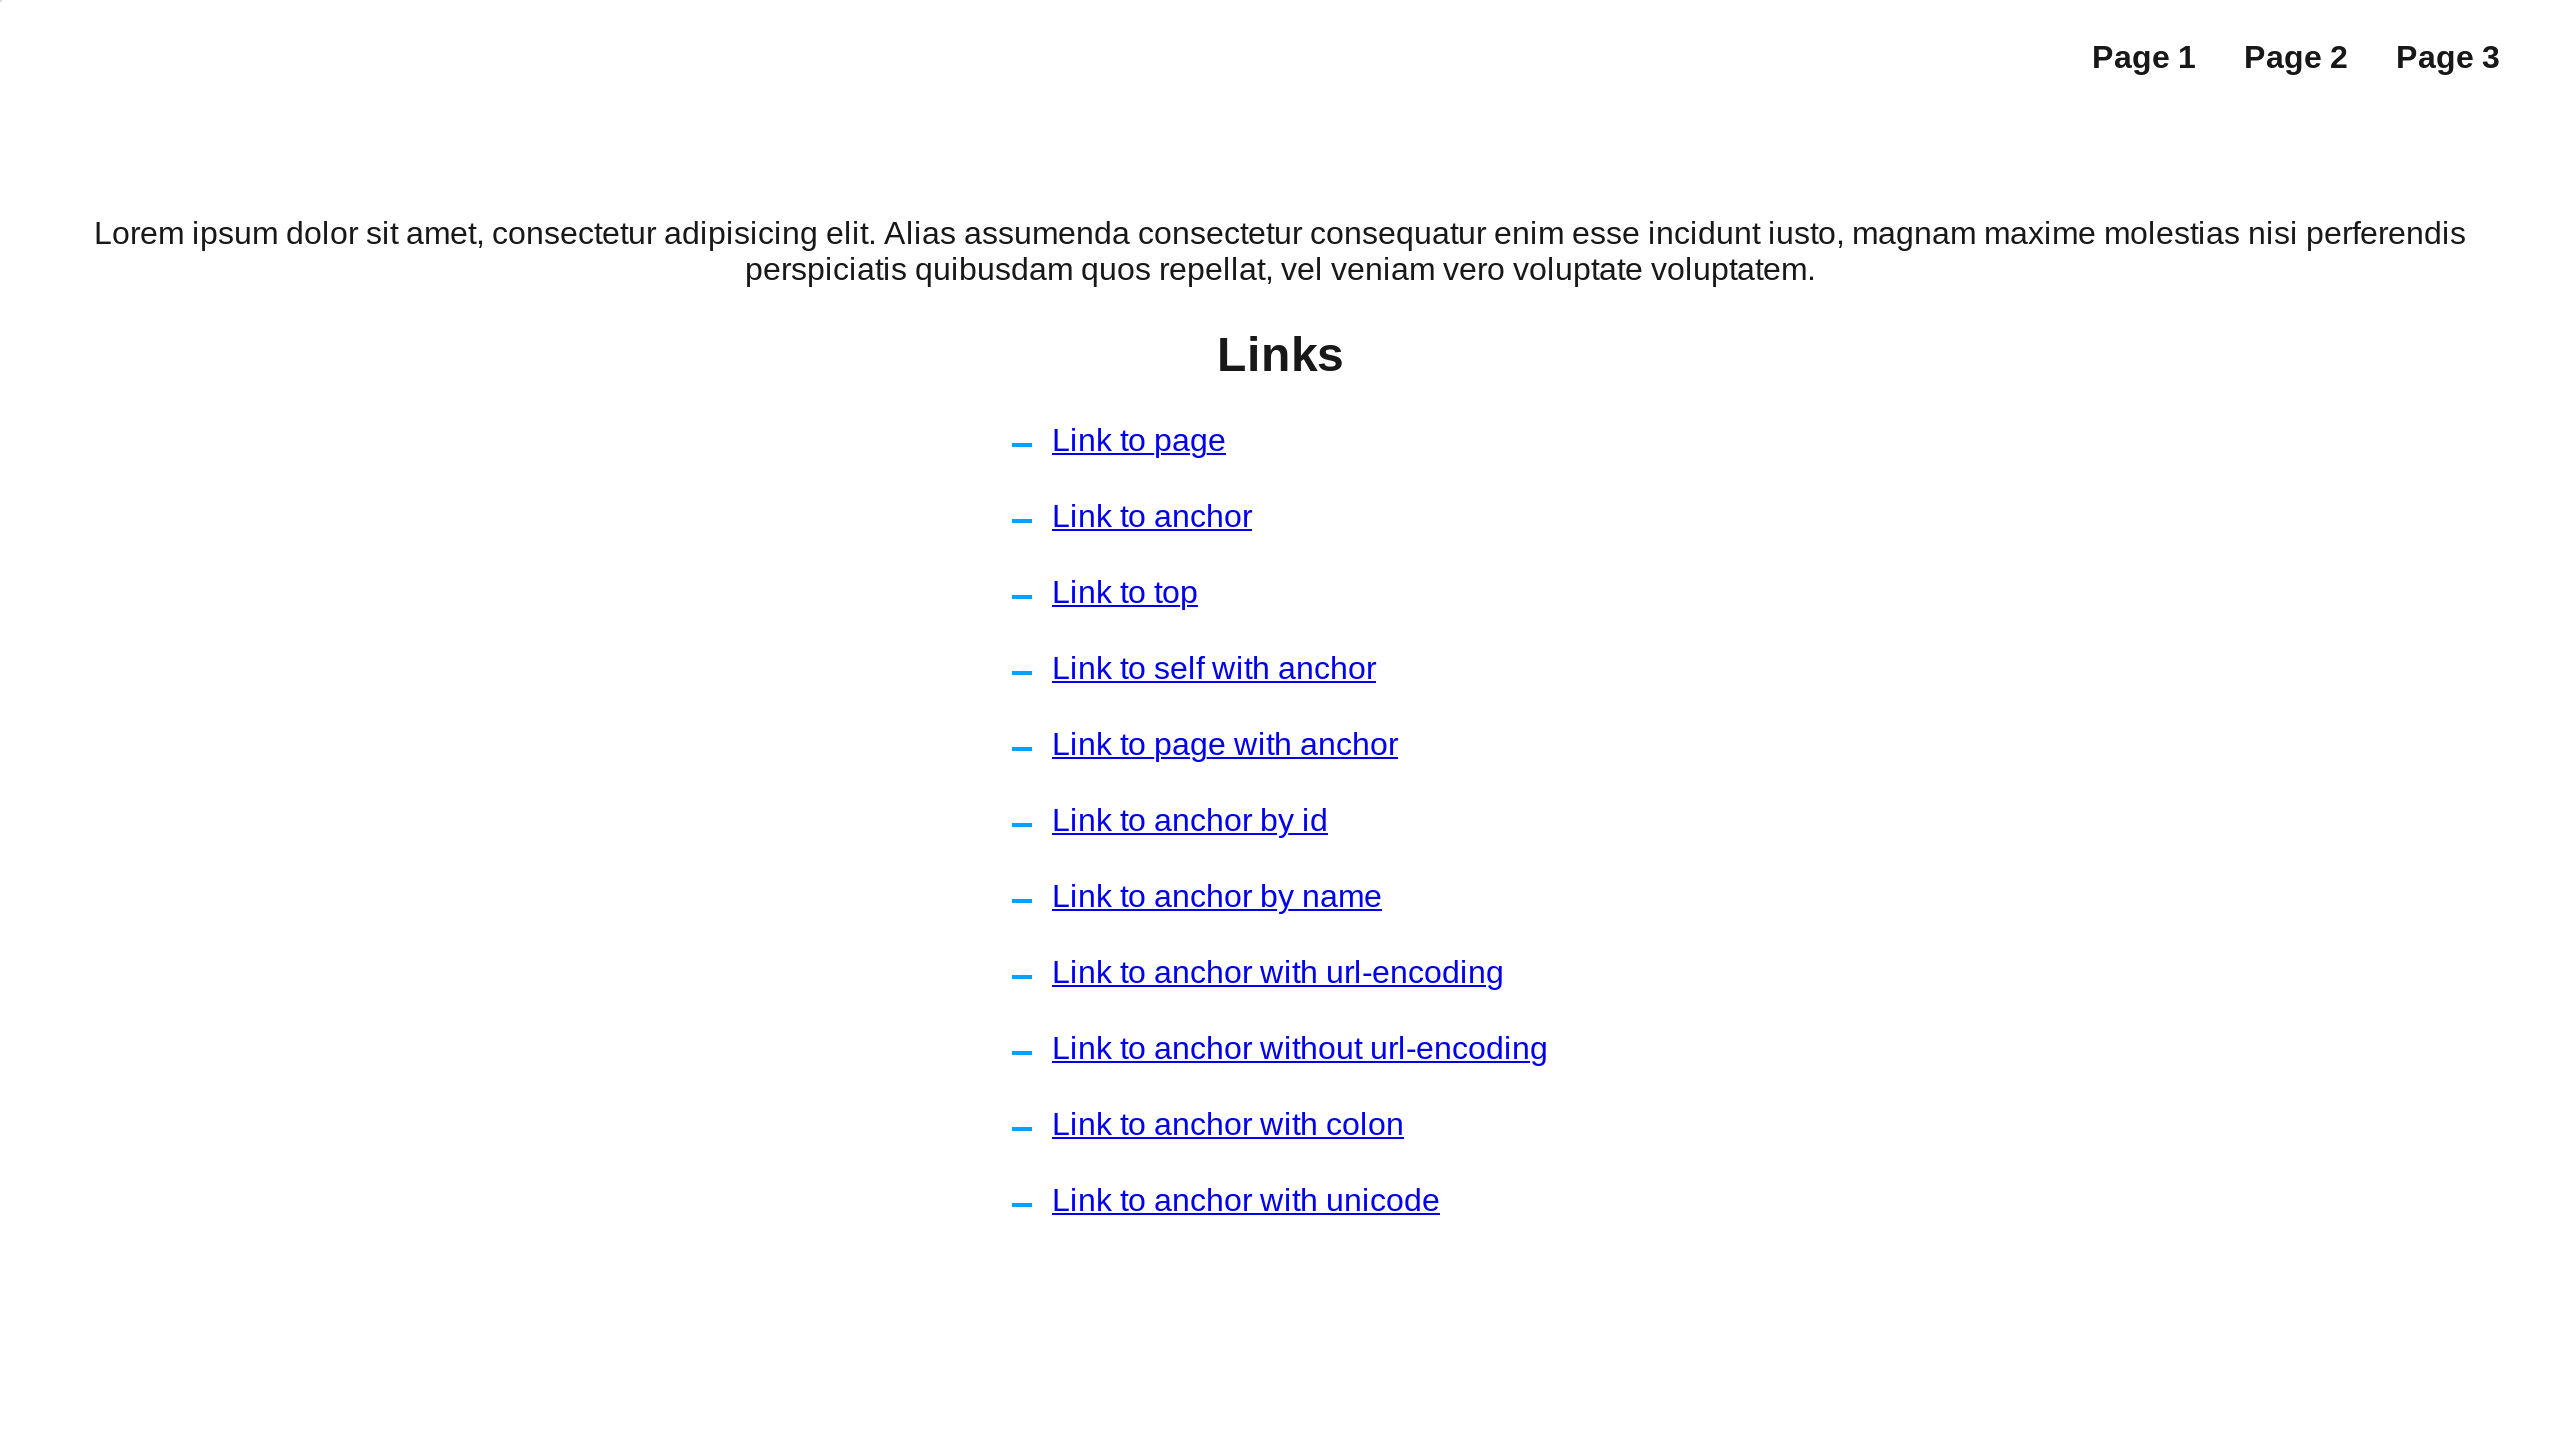 Page 1 Page 2 Page 3
Lorem ipsum dolor sit amet, consectetur adipisicing elit. Alias assumenda consectetur consequatur enim esse incidunt iusto, magnam maxime molestias nisi perferendis
perspiciatis quibusdam quos repellat, vel veniam vero voluptate voluptatem.
Links
Link to page
Link to anchor
Link to top
Link to self with anchor
Link to page with anchor
Link to anchor by id
Link to anchor by name
Link to anchor with url-encoding
Link to anchor without url-encoding
Link to anchor with colon
Link to anchor with unicode